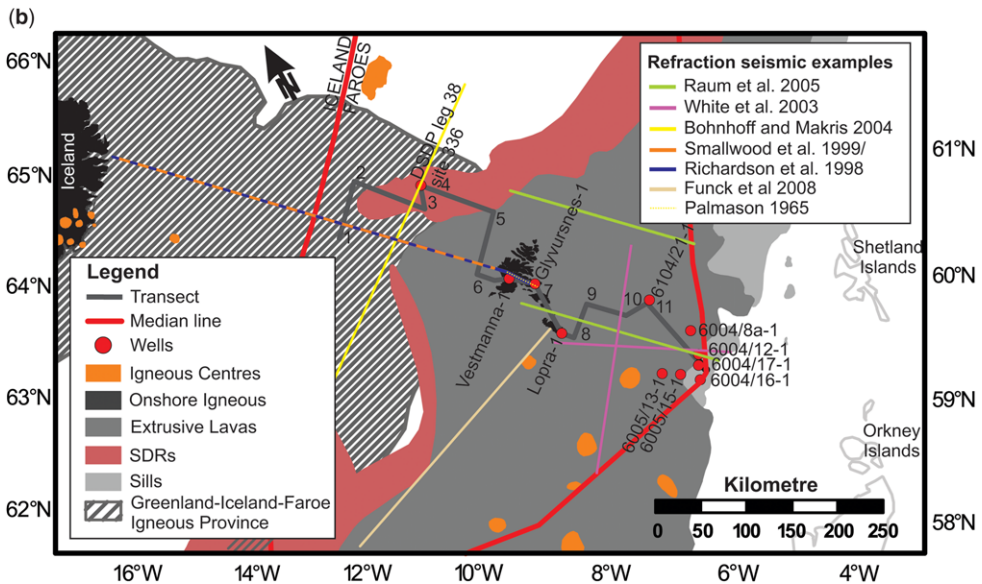 (b)
66°N
65°N
64°N
63°N
62°N
61°N
60°N
59°N
58°N
16°W
14°W
12°W
10°W
8°W
6°W
4°W
N
ICELAND
FAROES
DSDP leg 38
site 336
Iceland
1
2
3
4
5
6
7
8
9
10
11
Vestmanna-1
Glyvursnes-1
Lopra-1
6104/21-1
6004/8a-1
6004/12-1
6004/17-1
6004/16-1
6005/13-1
6005/15-1
Shetland
Islands
Orkney
Islands
Refraction seismic examples
Raum et al. 2005
White et al. 2003
Bohnhoff and Makris 2004
Smallwood et al. 1999/
Richardson et al. 1998
Funck et al 2008
Palmason 1965
Legend
Transect
Median line
Wells
Igneous Centres
Onshore Igneous
Extrusive Lavas
SDRs
Sills
Greenland-Iceland-Faroe
Igneous Province
Kilometre
0 50 100 150 200 250